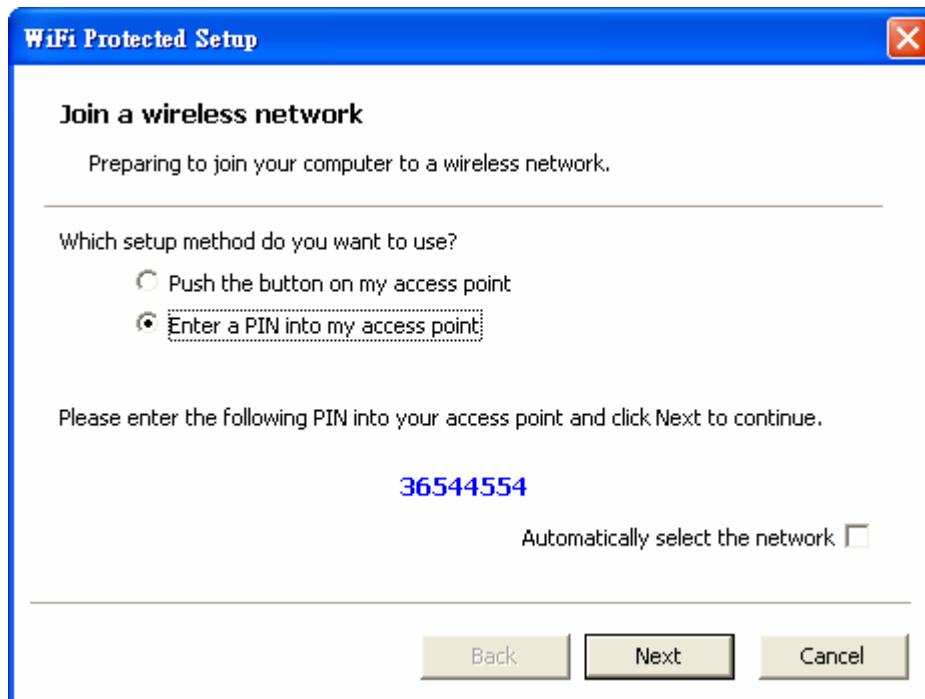 WiFi Protected Setup
Join a wireless network
Preparing to join your computer to a wireless network.
Which setup method do you want to use?
Push the button on my access point
Enter a PIN into my access point
Please enter the following PIN into your access point and click Next to continue.
36544554
Automatically select the network
Back Next Cancel